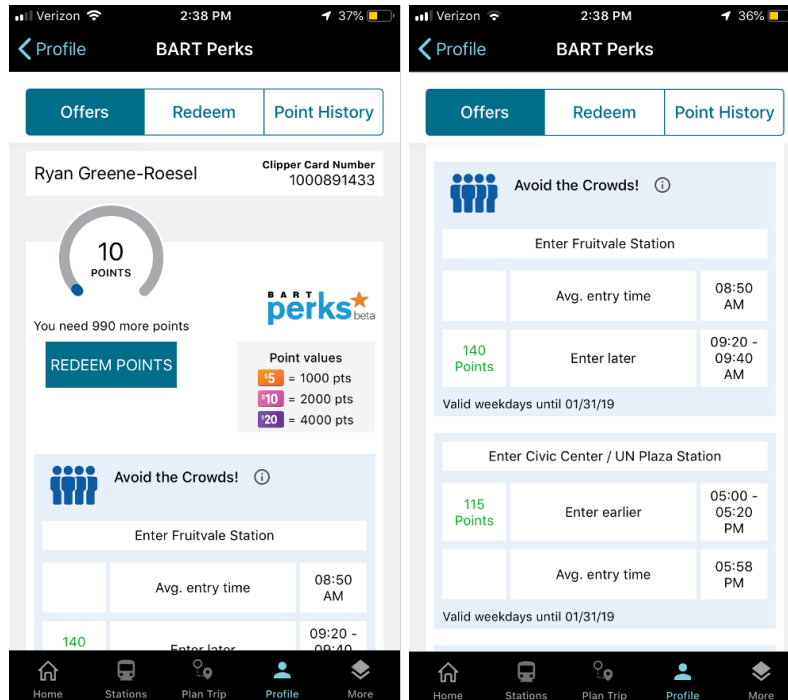 Verizon 2:38 PM 37%
Profile BART Perks
Offers Redeem Point History
Ryan Greene-Roesel
Clipper Card Number
1000891433
10
POINTS
You need 990 more points
REDEEM POINTS
BART
perks beta
Point values
$5 = 1000 pts
$10 = 2000 pts
$20 = 4000 pts
Avoid the Crowds!
Enter Fruitvale Station
Avg. entry time
08:50
AM
140
Enter later
09:20 -
09:40
Home Stations Plan Trip Profile More
Verizon 2:38 PM 36%
Profile BART Perks
Offers Redeem Point History
Avoid the Crowds!
Enter Fruitvale Station
Avg. entry time
08:50
AM
140
Points
Enter later
09:20 -
09:40
AM
Valid weekdays until 01/31/19
Enter Civic Center / UN Plaza Station
115
Points
Enter earlier
05:00 -
05:20
PM
Avg. entry time
05:58
PM
Valid weekdays until 01/31/19
Home Stations Plan Trip Profile More